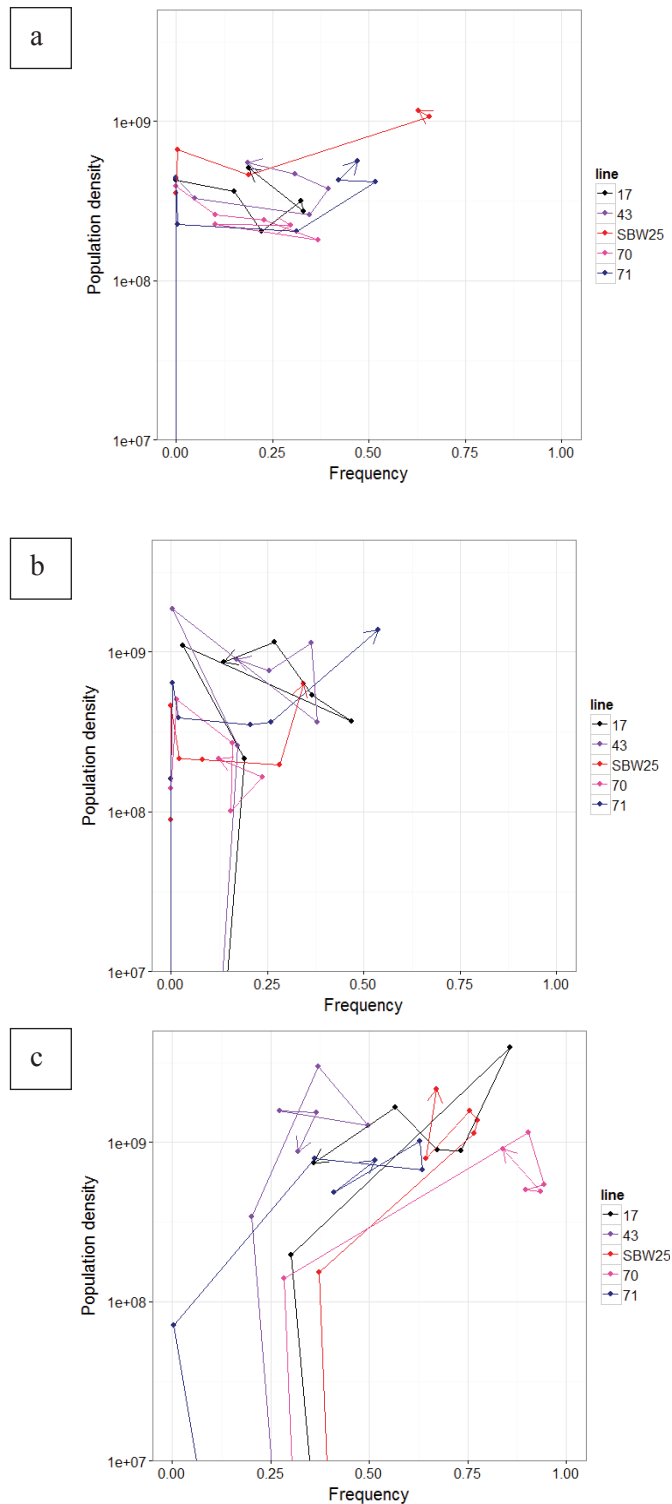 a
Population density
1e+09
1e+08
1e+07
0.00 0.25 0.50 0.75 1.00
Frequency
line
17
43
SBW25
70
71
b
Population density
1e+09
1e+08
1e+07
0.00 0.25 0.50 0.75 1.00
Frequency
line
17
43
SBW25
70
71
c
Population density
1e+09
1e+08
1e+07
0.00 0.25 0.50 0.75 1.00
Frequency
line
17
43
SBW25
70
71